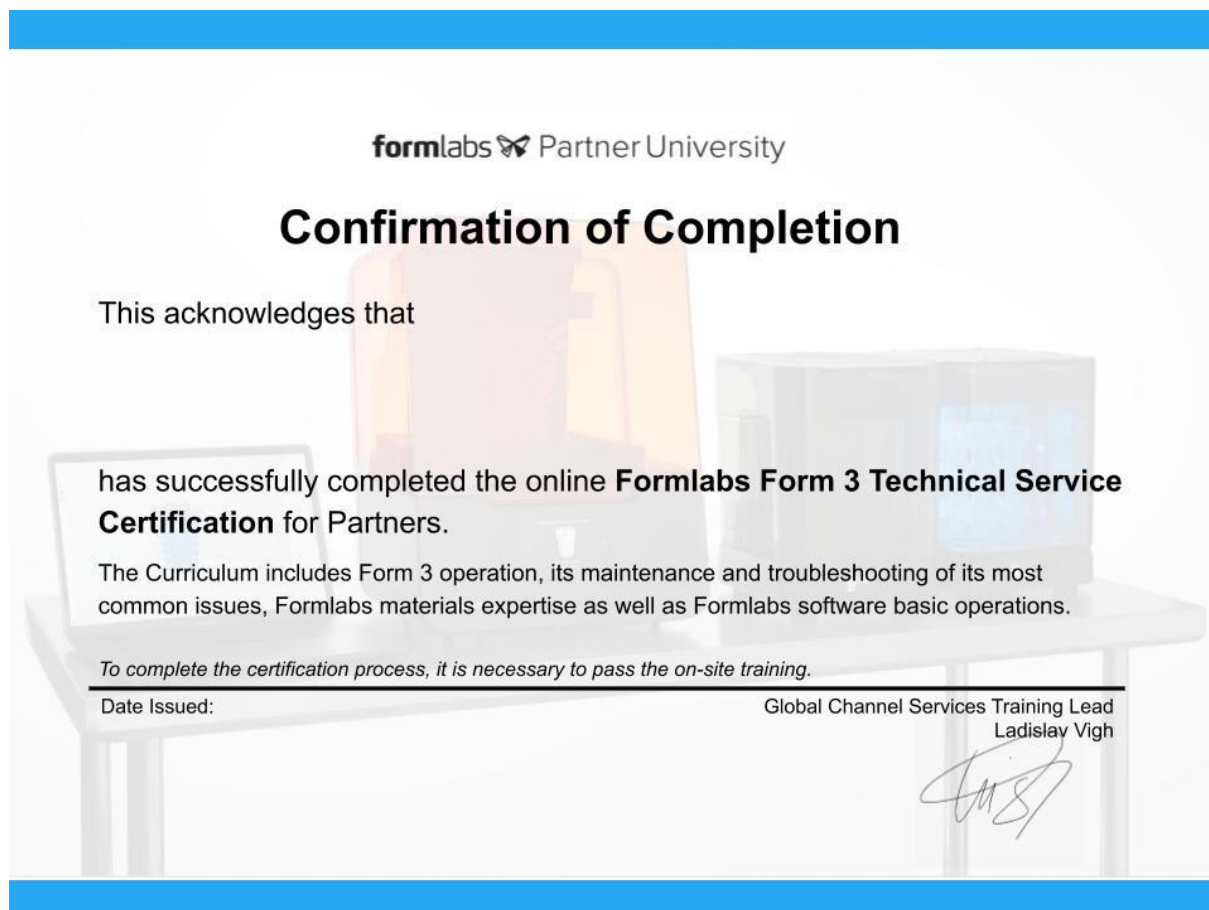 formlabs Partner University
Confirmation of Completion
This acknowledges that
has successfully completed the online Formlabs Form 3 Technical Service
Certification for Partners.
The Curriculum includes Form 3 operation, its maintenance and troubleshooting of its most
common issues, Formlabs materials expertise as well as Formlabs software basic operations.
To complete the certification process, it is necessary to pass the on-site training.
Date Issued:
Global Channel Services Training Lead
Ladislav Vigh